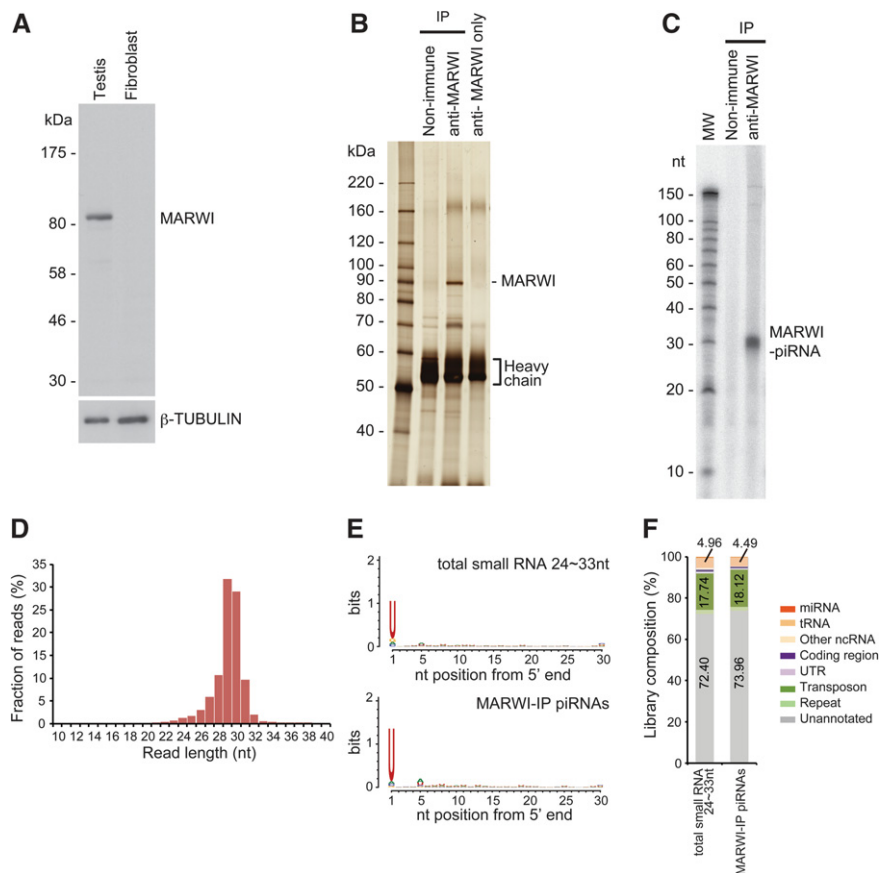 A
Testis
Fibroblast
kDa
175 -
80 -
58 -
46 -
30 -
MARWI
β-TUBULIN
B
IP
Non-immune
anti-MARWI
anti- MARWI only
kDa
220 -
160 -
120 -
100 -
90 -
80 -
70 -
60 -
50 -
40 -
- MARWI
Heavy
chain
C
IP
MW
Non-immune
anti-MARWI
nt
150 -
100 -
80 -
60 -
50 -
40 -
30 -
20 -
10 -
MARWI
-piRNA
D
Fraction of reads (%)
35
30
25
20
15
10
5
0
10 12 14 16 18 20 22 24 26 28 30 32 34 36 38 40
Read length (nt)
E
total small RNA 24~33nt
bits
2
1
0
U
1 5 10 15 20 25 30
nt position from 5' end
MARWI-IP piRNAs
bits
2
1
0
U
1 5 10 15 20 25 30
nt position from 5' end
F
Library composition (%)
100
80
60
40
20
0
4.96
4.49
17.74
18.12
72.40
73.96
total small RNA
24~33nt
MARWI-IP piRNAs
miRNA
tRNA
Other ncRNA
Coding region
UTR
Transposon
Repeat
Unannotated